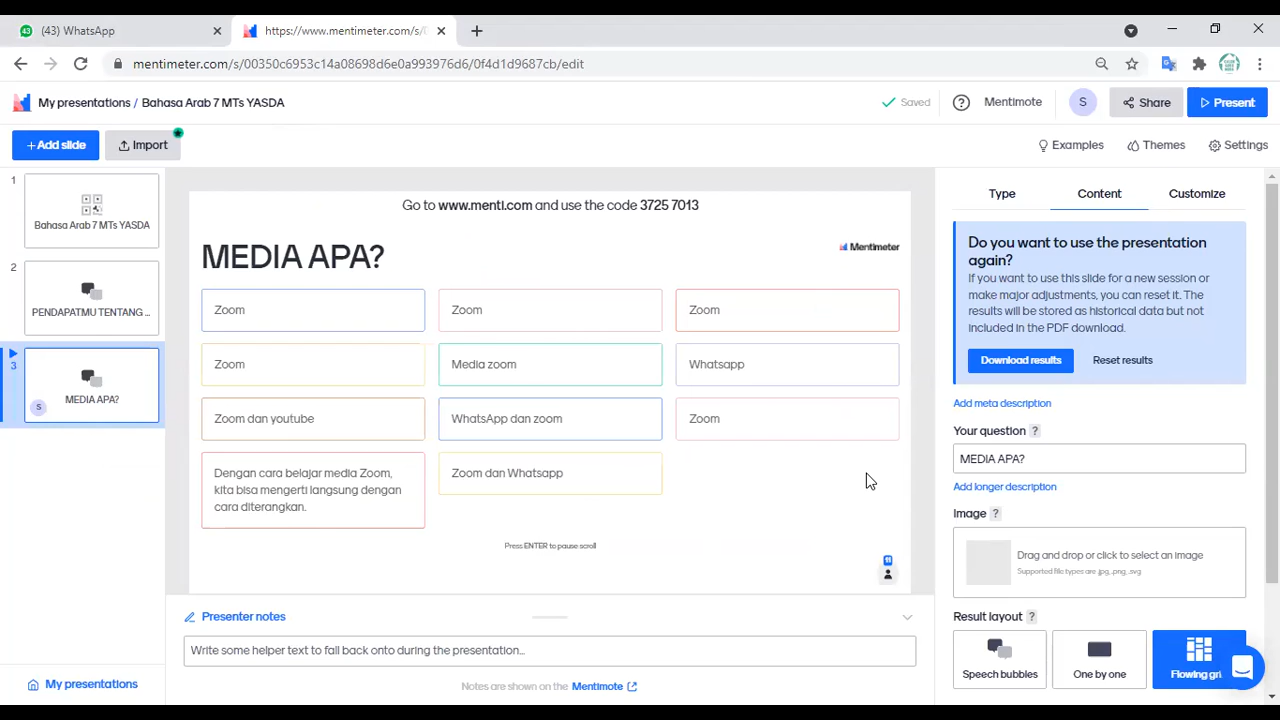 (43) WhatsApp
https://www.mentimeter.com/s/
mentimeter.com/s/00350c6953c14a08698d6e0a993976d6/0f4d1d9687cb/edit
My presentations / Bahasa Arab 7 MTs YASDA
Saved
Mentimote
S
Share
Present
+ Add slide
Import
Examples
Themes
Settings
1
Bahasa Arab 7 MTs YASDA
2
PENDAPATMU TENTANG ...
3
S
MEDIA APA?
My presentations
Go to www.menti.com and use the code 3725 7013
MEDIA APA?
Mentimeter
Zoom
Zoom
Zoom
Zoom
Media zoom
Whatsapp
Zoom dan youtube
WhatsApp dan zoom
Zoom
Dengan cara belajar media Zoom,
kita bisa mengerti langsung dengan
cara diterangkan.
Zoom dan Whatsapp
Press ENTER to pause scroll
11
Presenter notes
Write some helper text to fall back onto during the presentation...
Notes are shown on the Mentimote
Type
Content
Customize
Do you want to use the presentation
again?
If you want to use this slide for a new session or
make major adjustments, you can reset it. The
results will be stored as historical data but not
included in the PDF download.
Download results
Reset results
Add meta description
Your question ?
MEDIA APA?
Add longer description
Image ?
Drag and drop or click to select an image
Supported file types are .jpg, .png, .svg
Result layout ?
Speech bubbles
One by one
Flowing gri